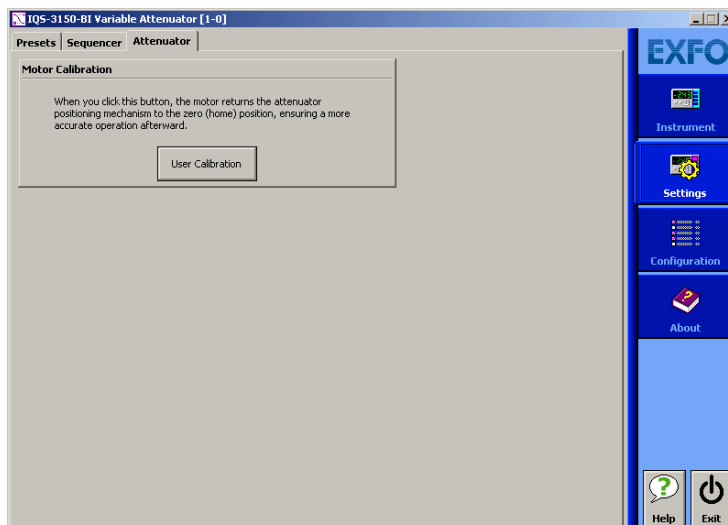 IQS-3150-BI Variable Attenuator [1-0]
Presets Sequencer Attenuator
Motor Calibration
When you click this button, the motor returns the attenuator
positioning mechanism to the zero (home) position, ensuring a more
accurate operation afterward.
User Calibration
EXFO
Instrument
Settings
Configuration
About
Help Exit